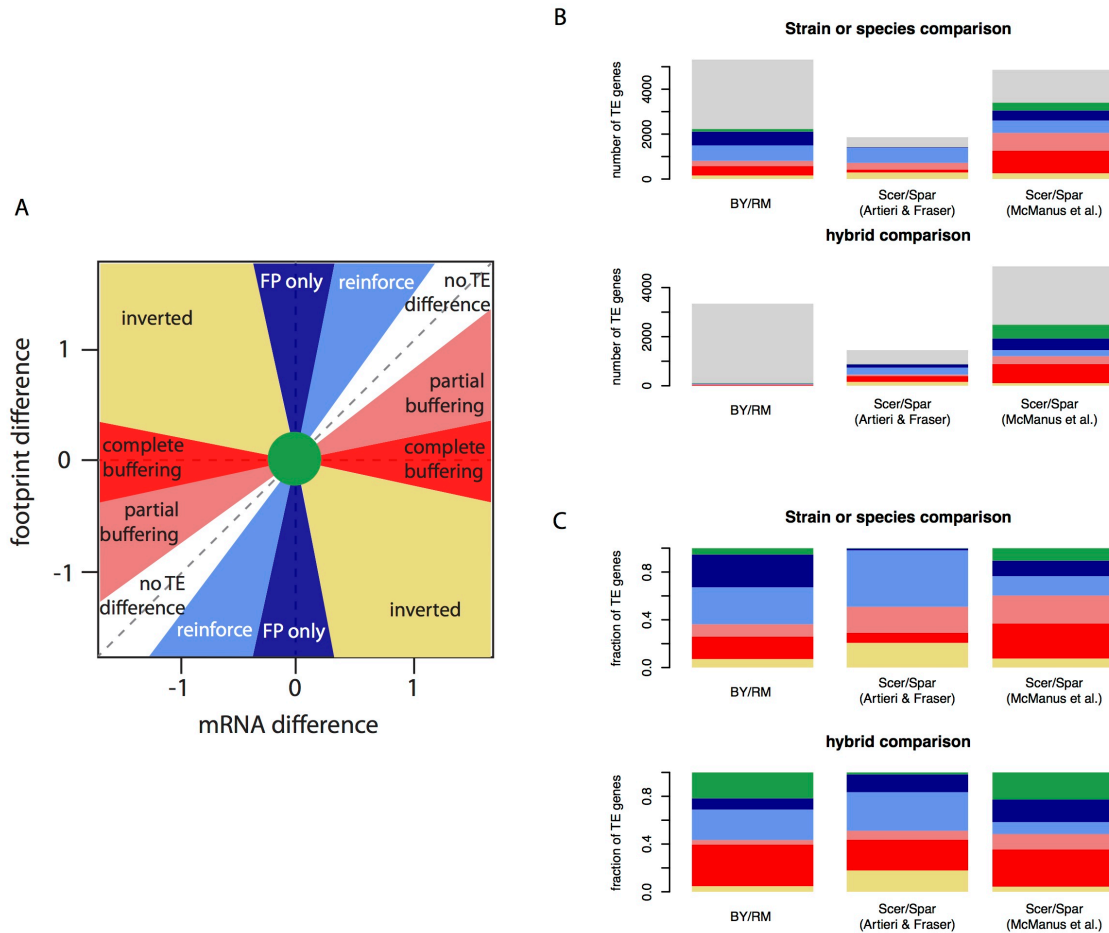 A
footprint difference
1
0
-1
inverted
FP only
reinforce
no TE
difference
partial
buffering
complete
buffering
complete
buffering
partial
buffering
no TE
difference
reinforce
FP only
inverted
-1
0
1
mRNA difference
B
Strain or species comparison
number of TE genes
4000
2000
0
BY/RM
Scer/Spar
(Artieri & Fraser)
Scer/Spar
(McManus et al.)
hybrid comparison
number of TE genes
4000
2000
0
BY/RM
Scer/Spar
(Artieri & Fraser)
Scer/Spar
(McManus et al.)
C
Strain or species comparison
fraction of TE genes
0.8
0.4
0.0
BY/RM
Scer/Spar
(Artieri & Fraser)
Scer/Spar
(McManus et al.)
hybrid comparison
fraction of TE genes
0.8
0.4
0.0
BY/RM
Scer/Spar
(Artieri & Fraser)
Scer/Spar
(McManus et al.)